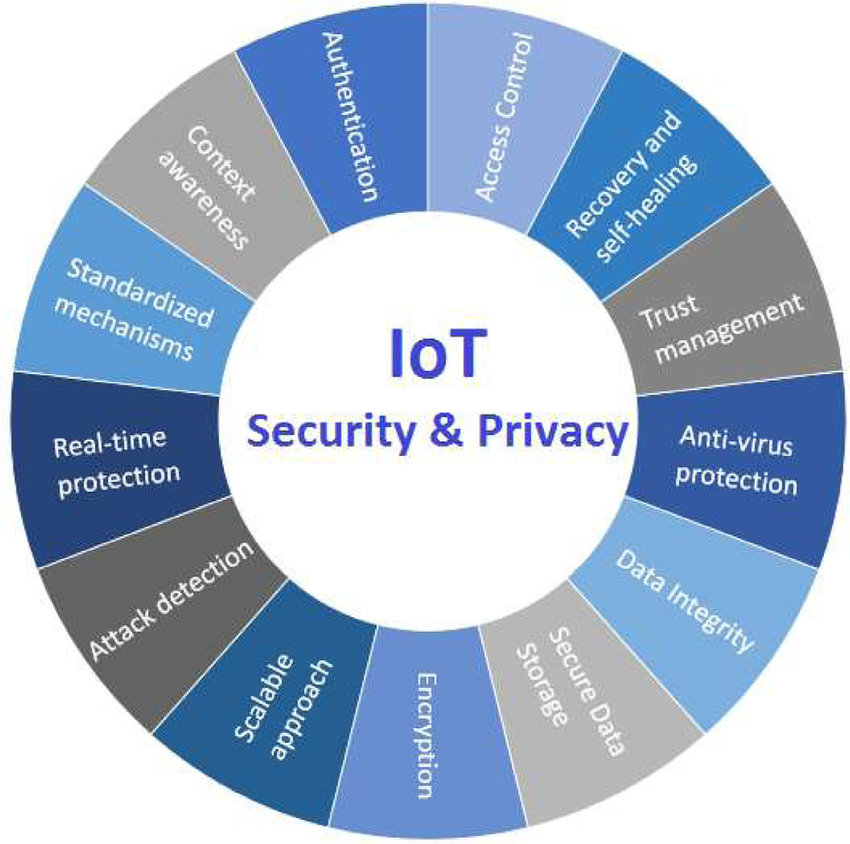 IoT
Security & Privacy
Access Control
Recovery and
self-healing
Trust
management
Anti-virus
protection
Data Integrity
Secure Data
Storage
Encryption
Scalable
approach
Attack detection
Real-time
protection
Standardized
mechanisms
Context
awareness
Authentication